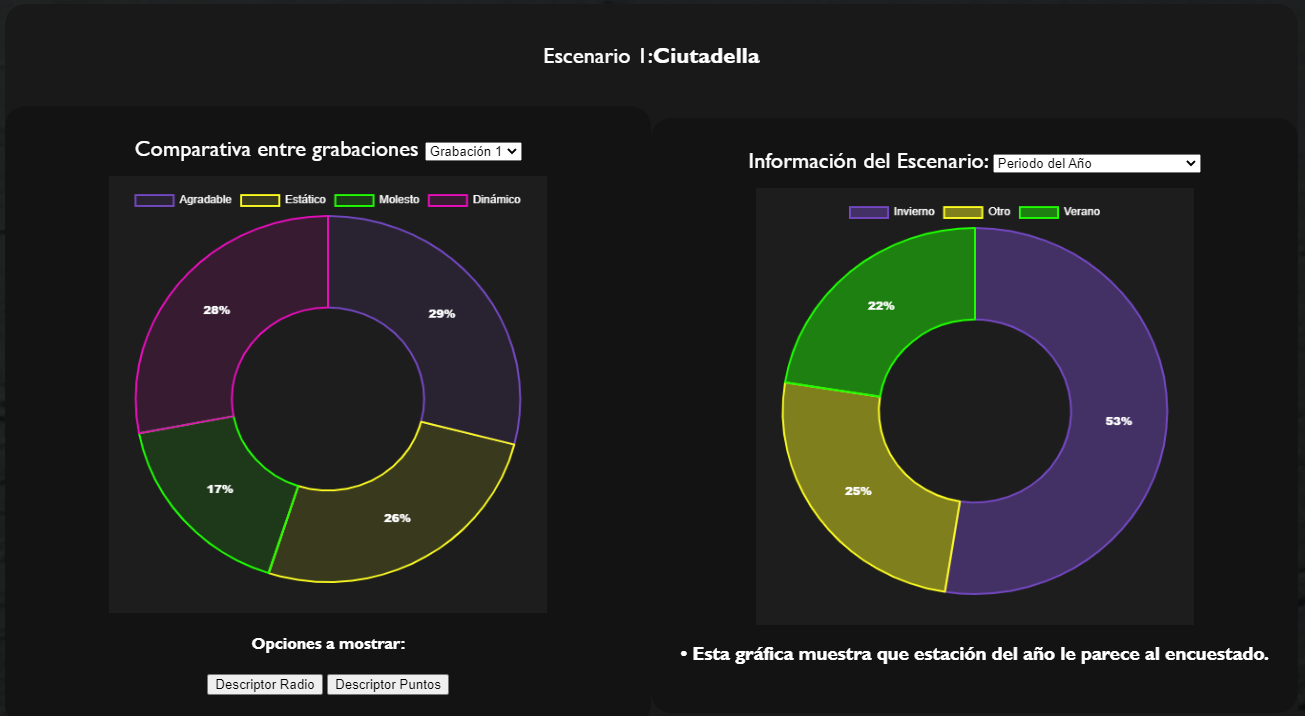 Escenario 1:Ciutadella
Comparativa entre grabaciones Grabación 1
Agradable Estático Molesto Dinámico
28%
29%
17%
26%
Opciones a mostrar:
Descriptor Radio Descriptor Puntos
Información del Escenario: Periodo del Año
Invierno Otro Verano
22%
53%
25%
• Esta gráfica muestra que estación del año le parece al encuestado.